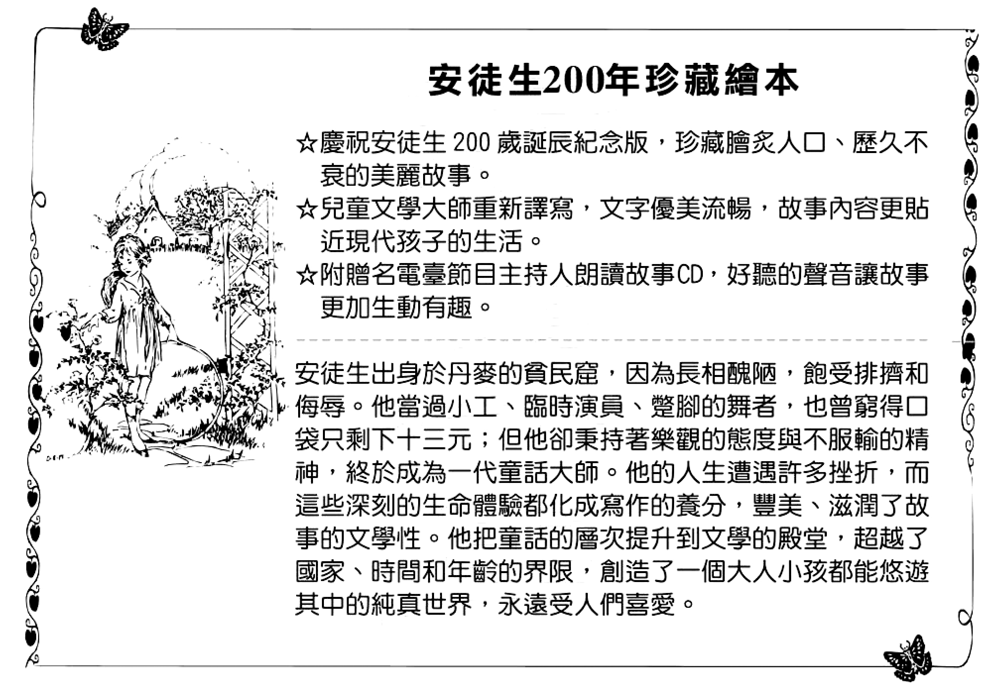 安徒生200年珍藏繪本
☆慶祝安徒生200歲誕辰紀念版，珍藏膾炙人口、歷久不
衰的美麗故事。
☆兒童文學大師重新譯寫，文字優美流暢，故事內容更貼
近現代孩子的生活。
☆附贈名電臺節目主持人朗讀故事CD，好聽的聲音讓故事
更加生動有趣。
安徒生出身於丹麥的貧民窟，因為長相醜陋，飽受排擠和
侮辱。他當過小工、臨時演員、蹩腳的舞者，也曾窮得口
袋只剩下十三元；但他卻秉持著樂觀的態度與不服輸的精
神，終於成為一代童話大師。他的人生遭遇許多挫折，而
這些深刻的生命體驗都化成寫作的養分，豐美、滋潤了故
事的文學性。他把童話的層次提升到文學的殿堂，超越了
國家、時間和年齡的界限，創造了一個大人小孩都能悠遊
其中的純真世界，永遠受人們喜愛。